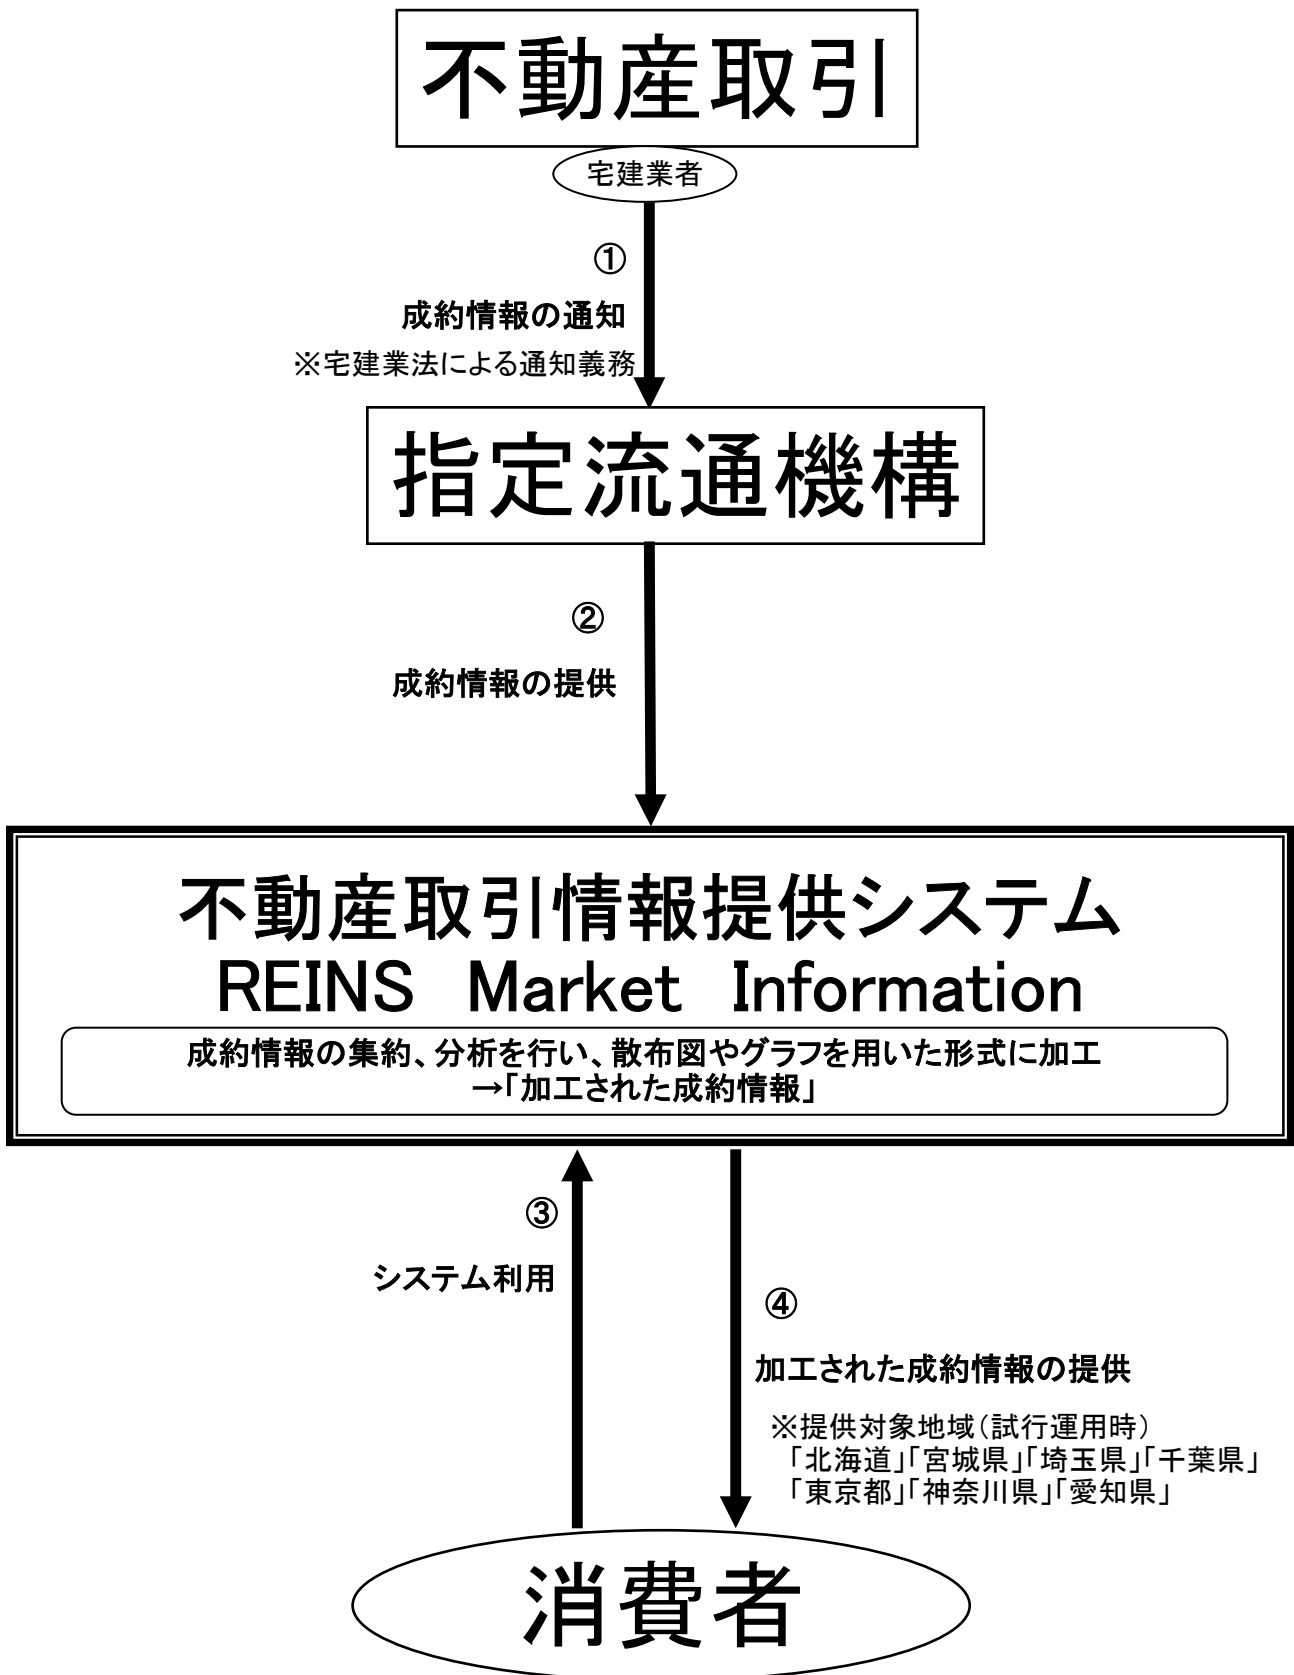 不動産取引
宅建業者
①
成約情報の通知
※宅建業法による通知義務
指定流通機構
②
成約情報の提供
不動産取引情報提供システム
REINS Market Information
成約情報の集約、分析を行い、散布図やグラフを用いた形式に加工
→「加工された成約情報」
③
システム利用
④
加工された成約情報の提供
※提供対象地域（試行運用時）
「北海道」「宮城県」「埼玉県」「千葉県」
「東京都」「神奈川県」「愛知県」
消費者